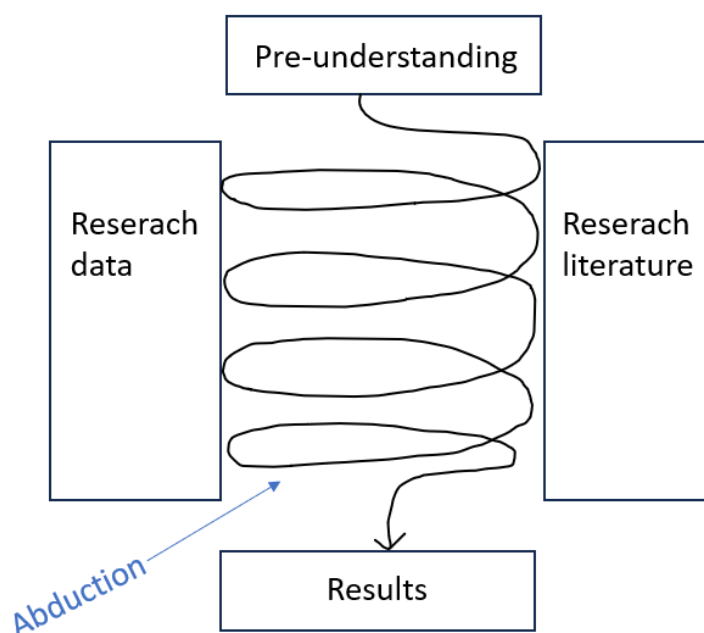 Pre-understanding
Reserach
data
Reserach
literature
Abduction
Results